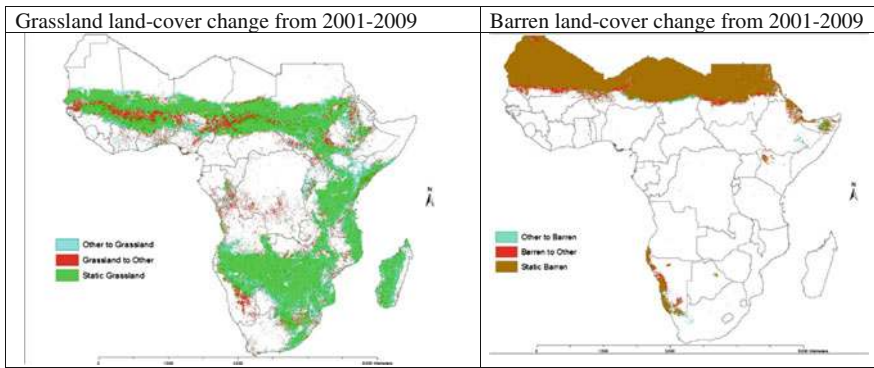 Grassland land-cover change from 2001-2009
Barren land-cover change from 2001-2009
N
Other to Grassland
Grassland to Other
Static Grassland
N
Other to Barren
Barren to Other
Static Barren